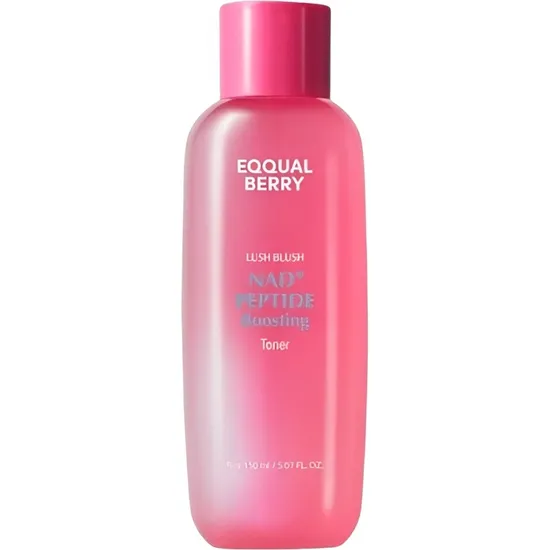 EQQUAL
BERRY
LUSH BLUSH
NAD+
PEPTIDE
Boosting
Toner
150 ml / 5.07 FL. OZ.